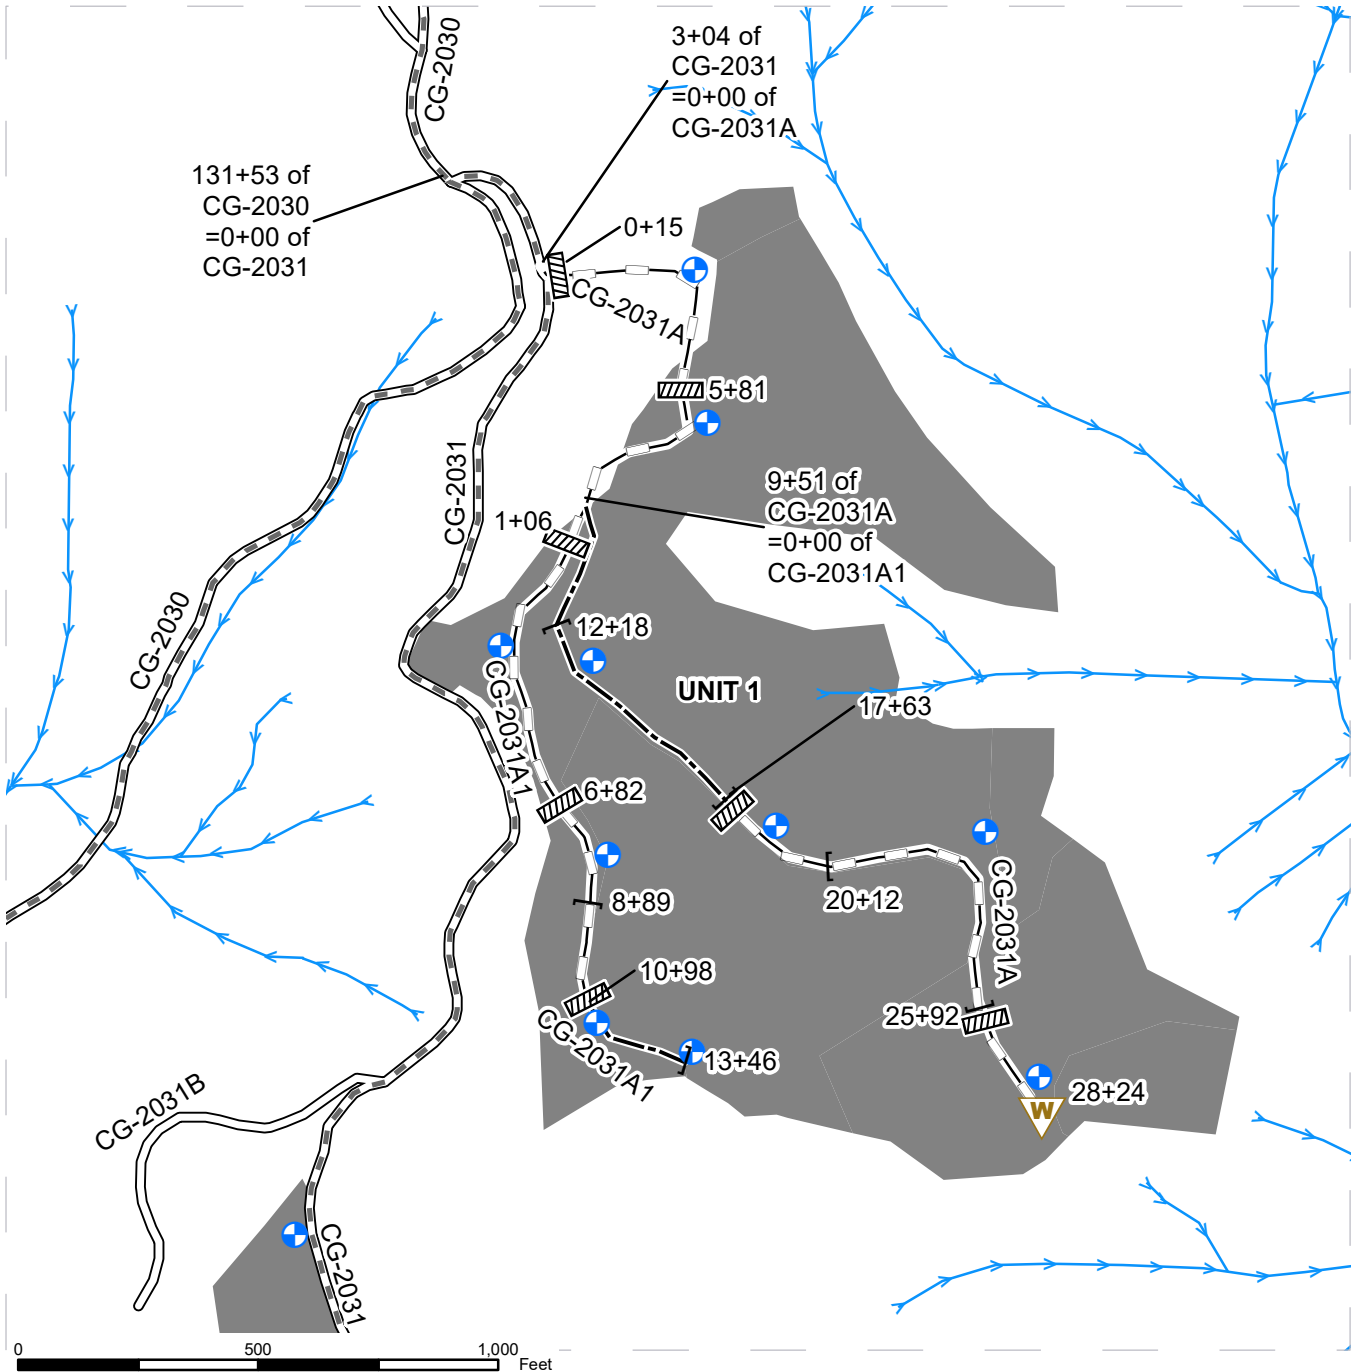 CG-2030
3+04 of
CG-2031
=0+00 of
CG-2031A
131+53 of
CG-2030
=0+00 of
CG-2031
0+15
CG-2031A
5+81
CG-2031
9+51 of
CG-2031A
=0+00 of
CG-2031A1
1+06
CG-2030
12+18
CG-2031A1
UNIT 1
17+63
6+82
8+89
20+12
CG-2031A
10+98
25+92
CG-2031A1
13+46
28+24
W
CG-2031B
CG-2031
0
500
1,000
Feet